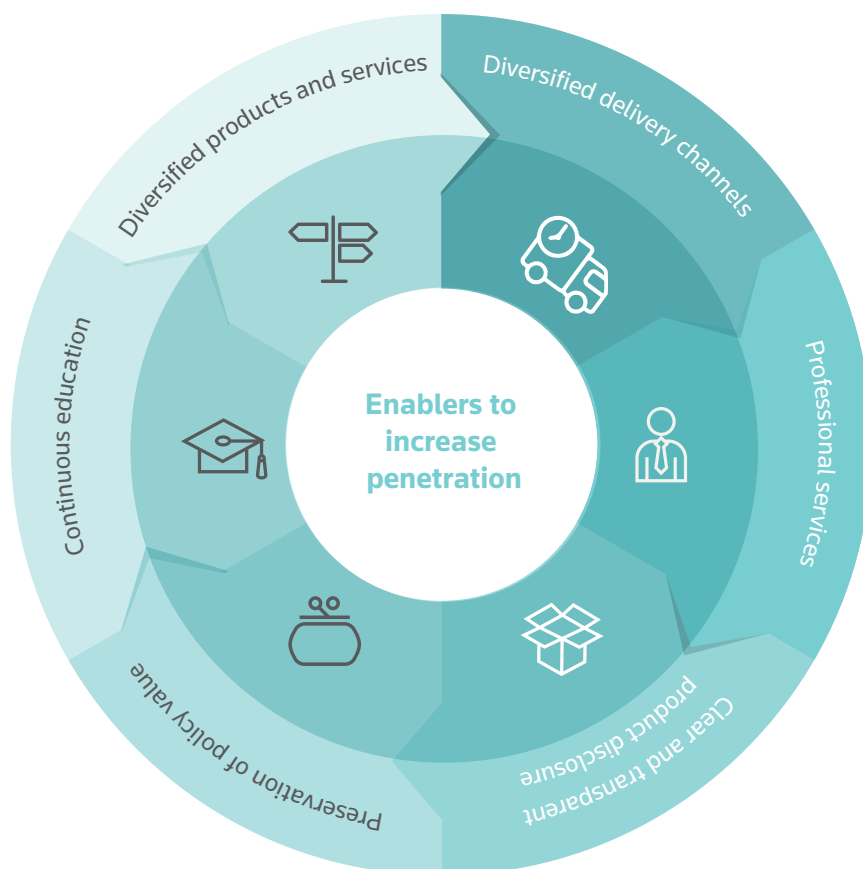 Diversified products and services
Diversified delivery channels
Professional services
Clear and transparent
product disclosure
Preservation of policy value
Continuous education
Enablers to
increase
penetration